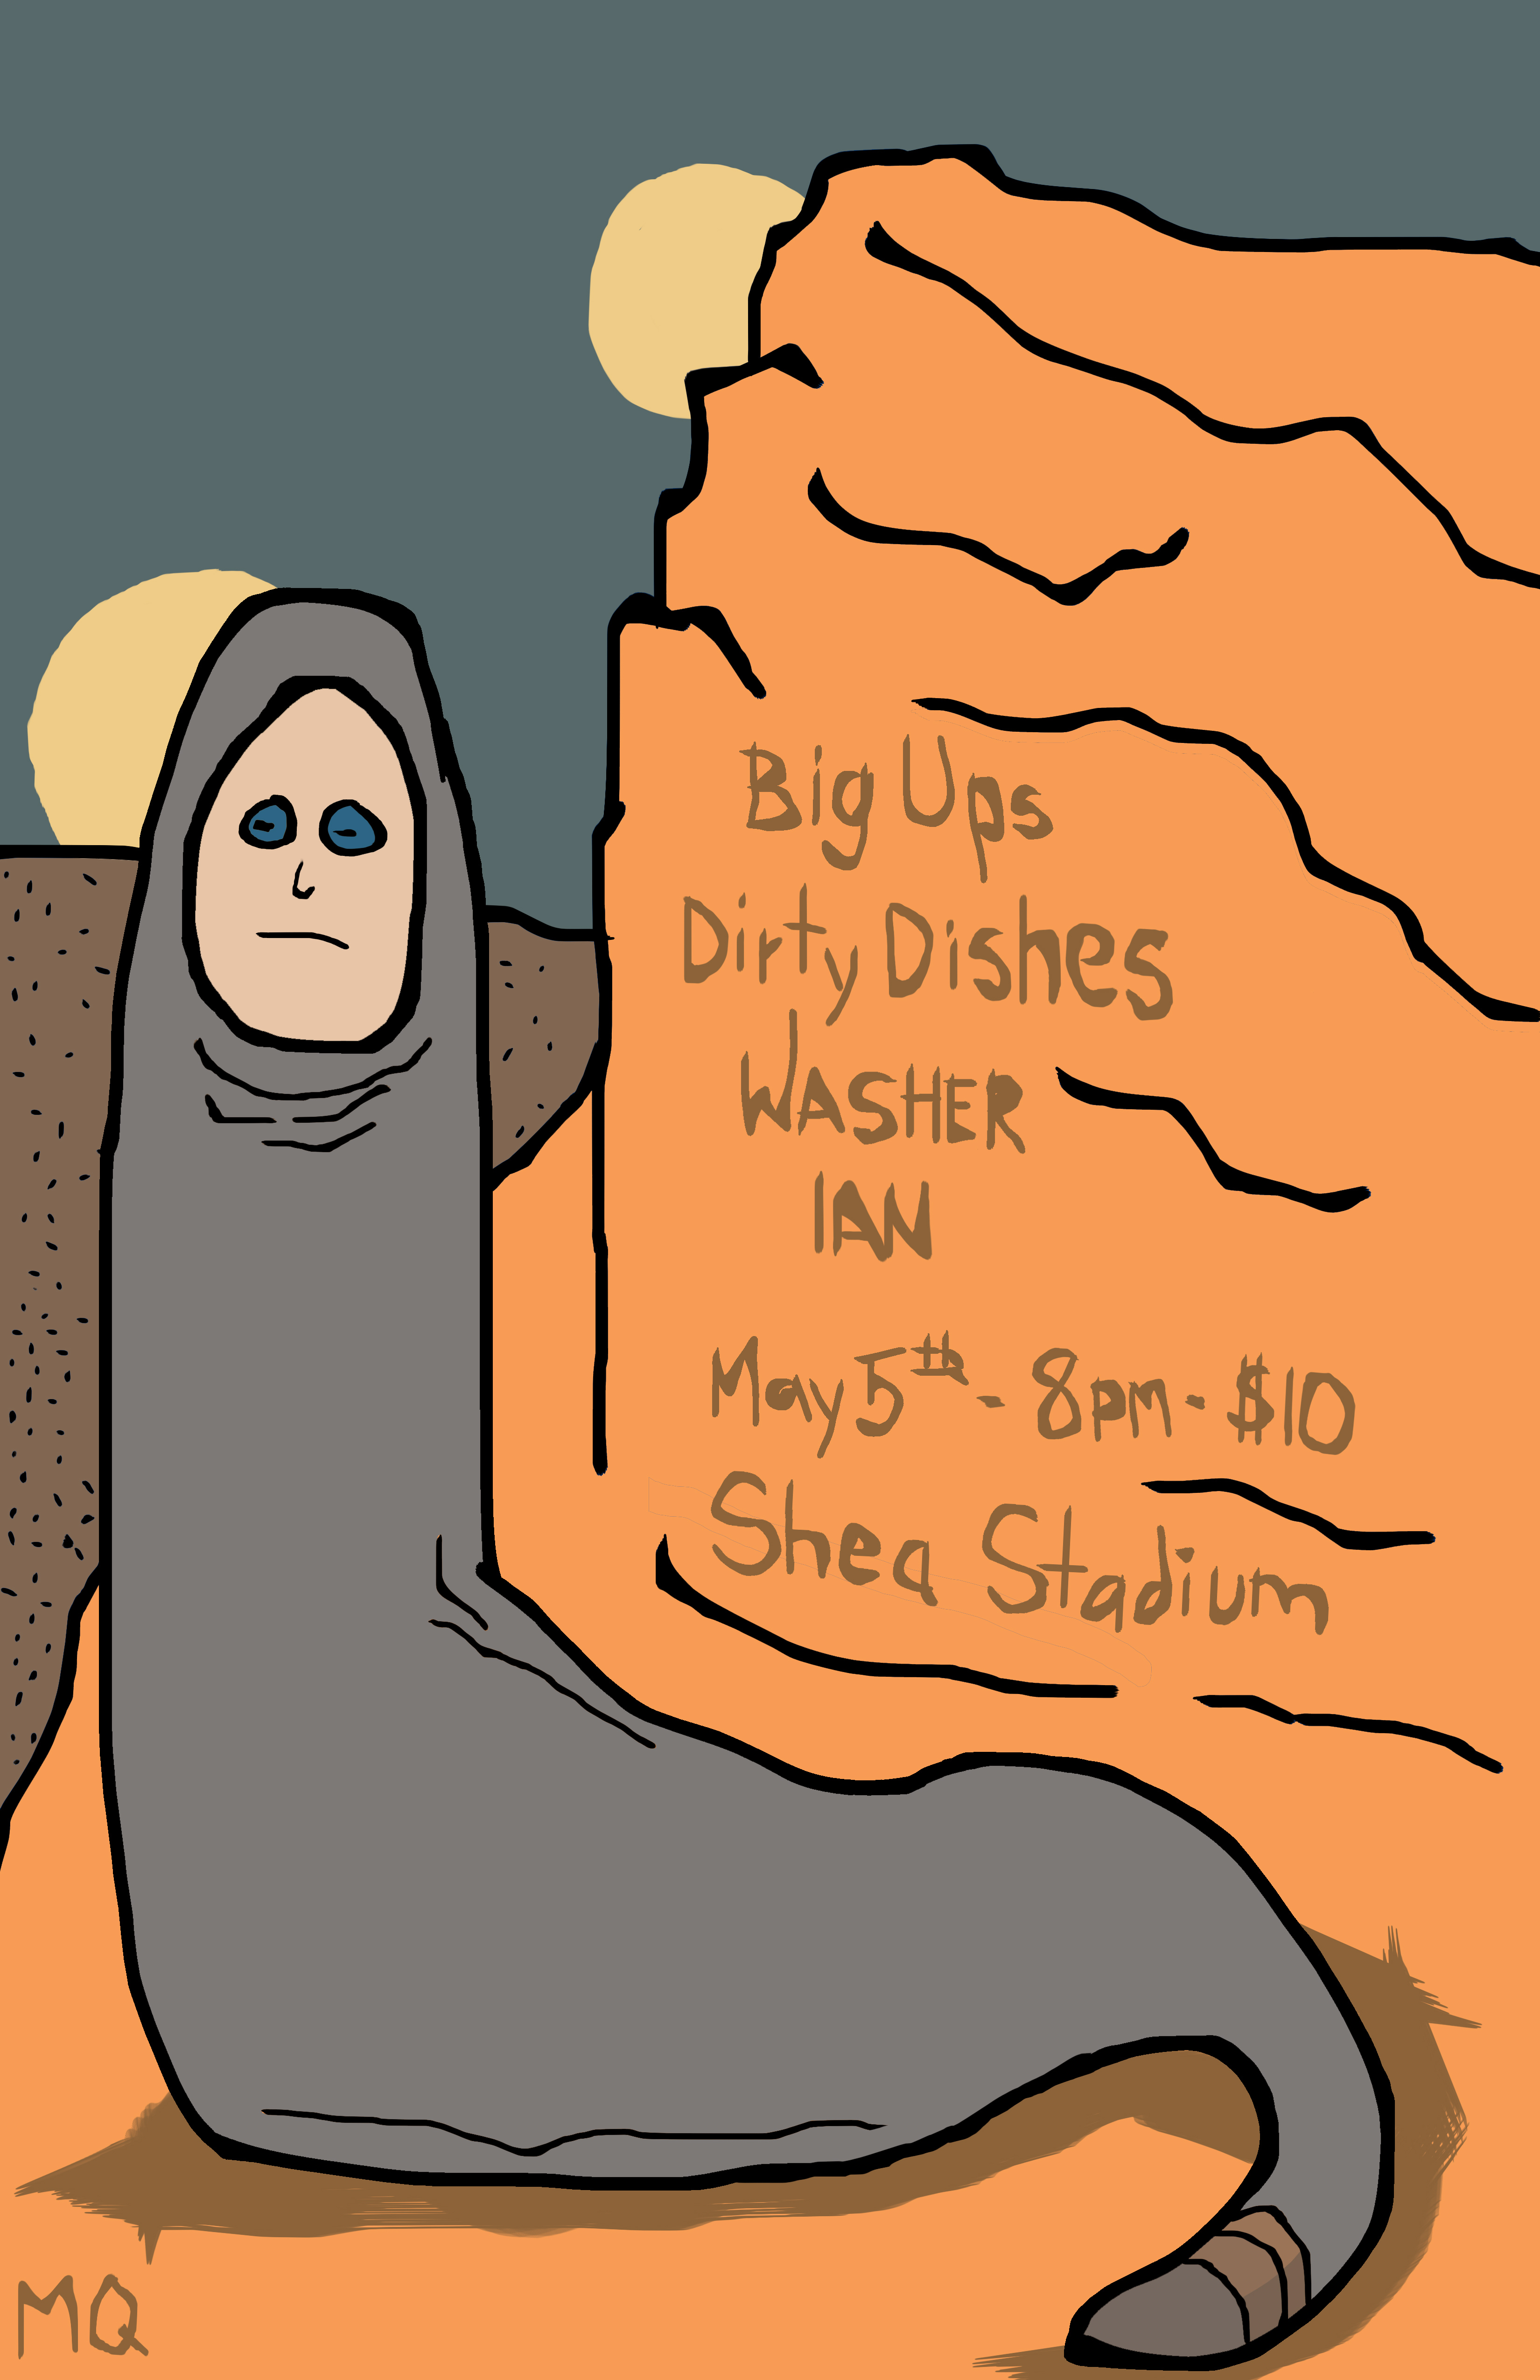 Big Ups
Dirty Dishes
WASHER
IAN
May 5th - 8pm - $10
Shea Stadium
MQ